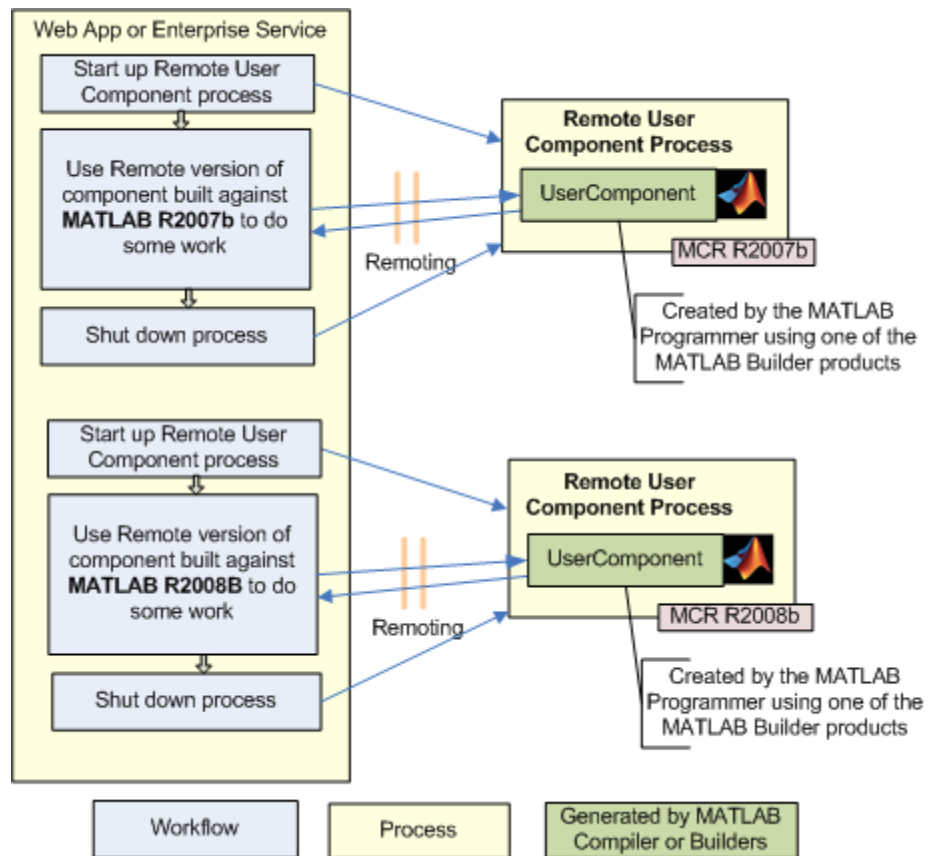 Web App or Enterprise Service
Start up Remote User
Component process
Use Remote version of
component built against
MATLAB R2007b to do
some work
Shut down process
Remoting
Remote User
Component Process
UserComponent
MCR R2007b
Created by the MATLAB
Programmer using one of the
MATLAB Builder products
Start up Remote User
Component process
Use Remote version of
component built against
MATLAB R2008B to do
some work
Shut down process
Remoting
Remote User
Component Process
UserComponent
MCR R2008b
Created by the MATLAB
Programmer using one of the
MATLAB Builder products
Workflow
Process
Generated by MATLAB
Compiler or Builders